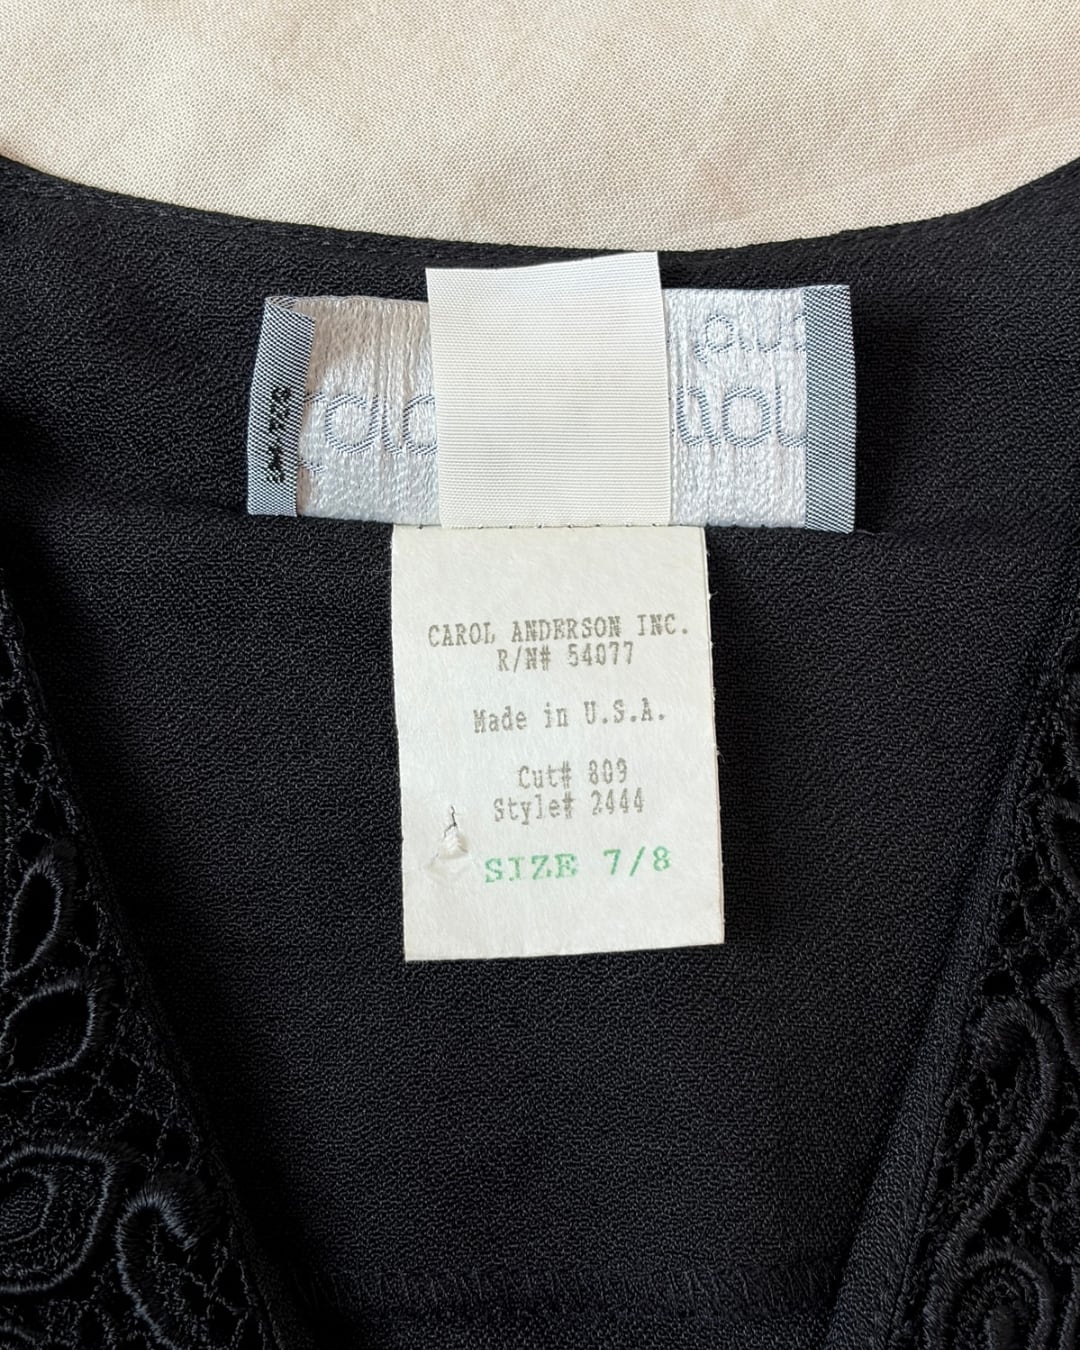 CAROL ANDERSON INC.
R/N# 54077
Made in U.S.A.
Cut# 809
Style# 2444
SIZE 7/8